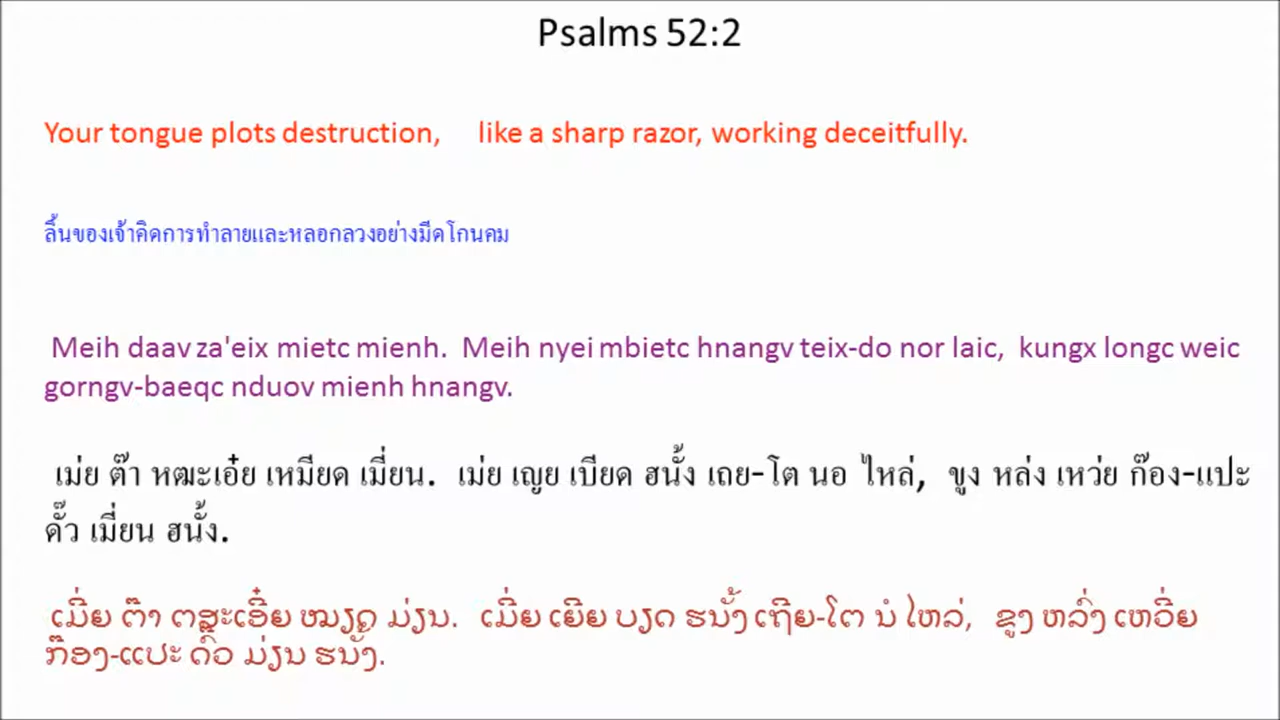 Psalms 52:2
Your tongue plots destruction, like a sharp razor, working deceitfully.
ลิ้นของเจ้าคิดการทำลายและหลอกลวงอย่างมีดโกนคม
Meih daav za'eix mietc mienh. Meih nyei mbietc hnangv teix-do nor laic, kungx longc weic
gorngv-baeqc nduov mienh hnangv.
เม่ย ต๊า หฒะเอ๋ย เหมียด เมี่ยน. เม่ย เญย เบียด ฮนั้ง เถย-โต นอ ไหล่, ขูง หล่ง เหว่ย ก๊อง-แปะ
ดั๊ว เมี่ยน ฮนั้ง.
ເມີ່ຍ ຕ໊າ ຕສຼະເອີ໋ຍ ໝຽດ ມ່ຽນ. ເມີ່ຍ ເຍີຍ ບຽດ ຮນັ້ງ ເຖີຍ-ໂຕ ນໍ ໄຫລ່, ຂູງ ຫລົ່ງ ເຫວີ່ຍ
ກ໊ອງ-ແປະ ດົ໊ວ ມ່ຽນ ຮນັ້ງ.